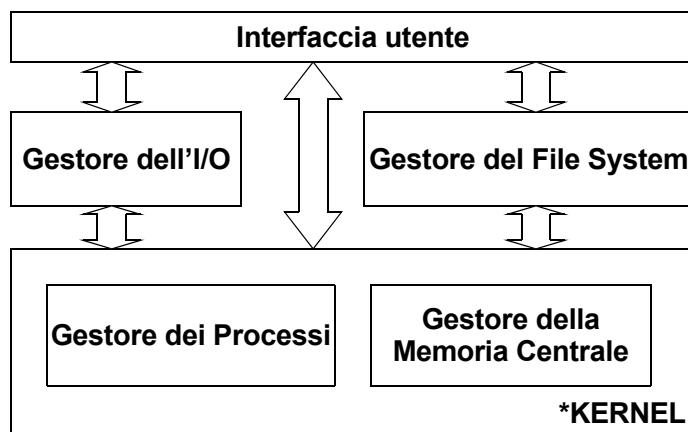 Interfaccia utente
Gestore dell'I/O
Gestore del File System
Gestore dei Processi
Gestore della
Memoria Centrale
*KERNEL